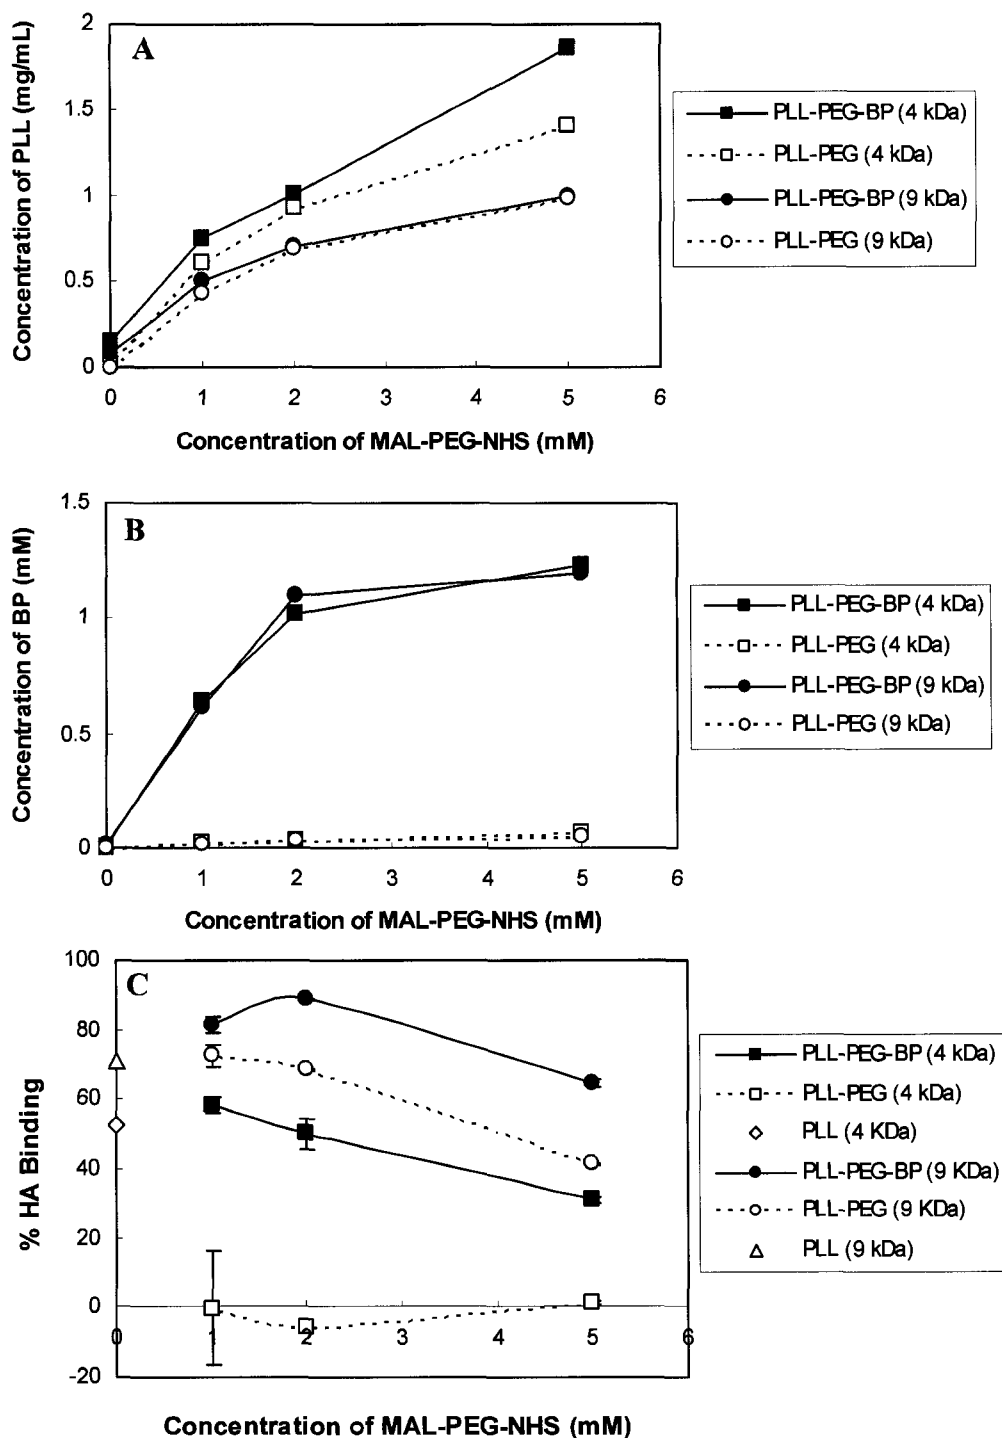 A
Concentration of PLL (mg/mL)
2
1.5
1
0.5
0
0 1 2 3 4 5 6
Concentration of MAL-PEG-NHS (mM)
PLL-PEG-BP (4 kDa)
PLL-PEG (4 kDa)
PLL-PEG-BP (9 kDa)
PLL-PEG (9 kDa)
B
Concentration of BP (mM)
1.5
1
0.5
0
0 1 2 3 4 5 6
Concentration of MAL-PEG-NHS (mM)
PLL-PEG-BP (4 kDa)
PLL-PEG (4 kDa)
PLL-PEG-BP (9 kDa)
PLL-PEG (9 kDa)
C
% HA Binding
100
80
60
40
20
0
-20
0 1 2 3 4 5 6
Concentration of MAL-PEG-NHS (mM)
PLL-PEG-BP (4 kDa)
PLL-PEG (4 kDa)
PLL (4 KDa)
PLL-PEG-BP (9 KDa)
PLL-PEG (9 KDa)
PLL (9 kDa)